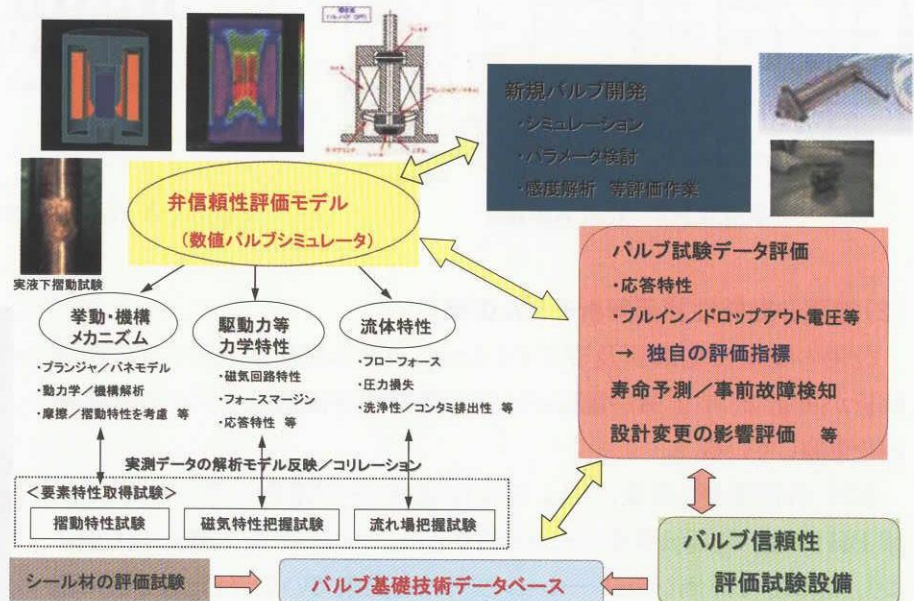 新規バルブ開発
・シミュレーション
・パラメータ検討
・感度解析 等評価作業
弁信頼性評価モデル
(数値バルブシミュレータ)
実液下摺動試験
挙動・機構
メカニズム
・プランジャ／バネモデル
・動力学／機構解析
・摩擦／摺動特性を考慮 等
駆動力等
力学特性
・磁気回路特性
・フォースマージン
・応答特性 等
流体特性
・フローフォース
・圧力損失
・洗浄性／コンタミ排出性 等
バルブ試験データ評価
・応答特性
・プルイン／ドロップアウト電圧等
→ 独自の評価指標
寿命予測／事前故障検知
設計変更の影響評価 等
実測データの解析モデル反映／コリレーション
＜要素特性取得試験＞
摺動特性試験
磁気特性把握試験
流れ場把握試験
シール材の評価試験
バルブ基礎技術データベース
バルブ信頼性
評価試験設備